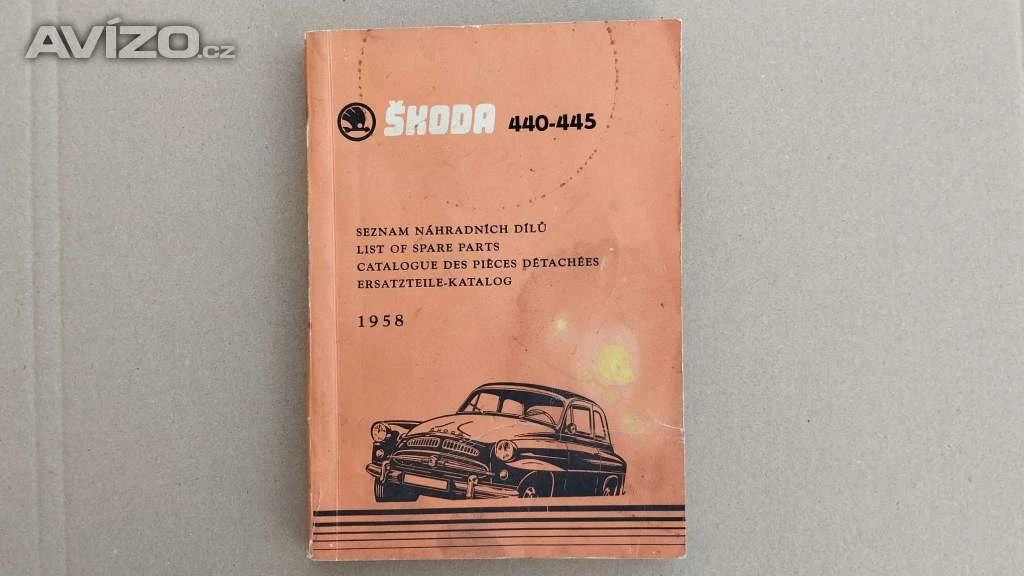 AVÍZO.cz
ŠKODA 440-445
SEZNAM NÁHRADNÍCH DÍLŮ
LIST OF SPARE PARTS
CATALOGUE DES PIÈCES DÉTACHÉES
ERSATZTEILE-KATALOG
1958
ŠKODA